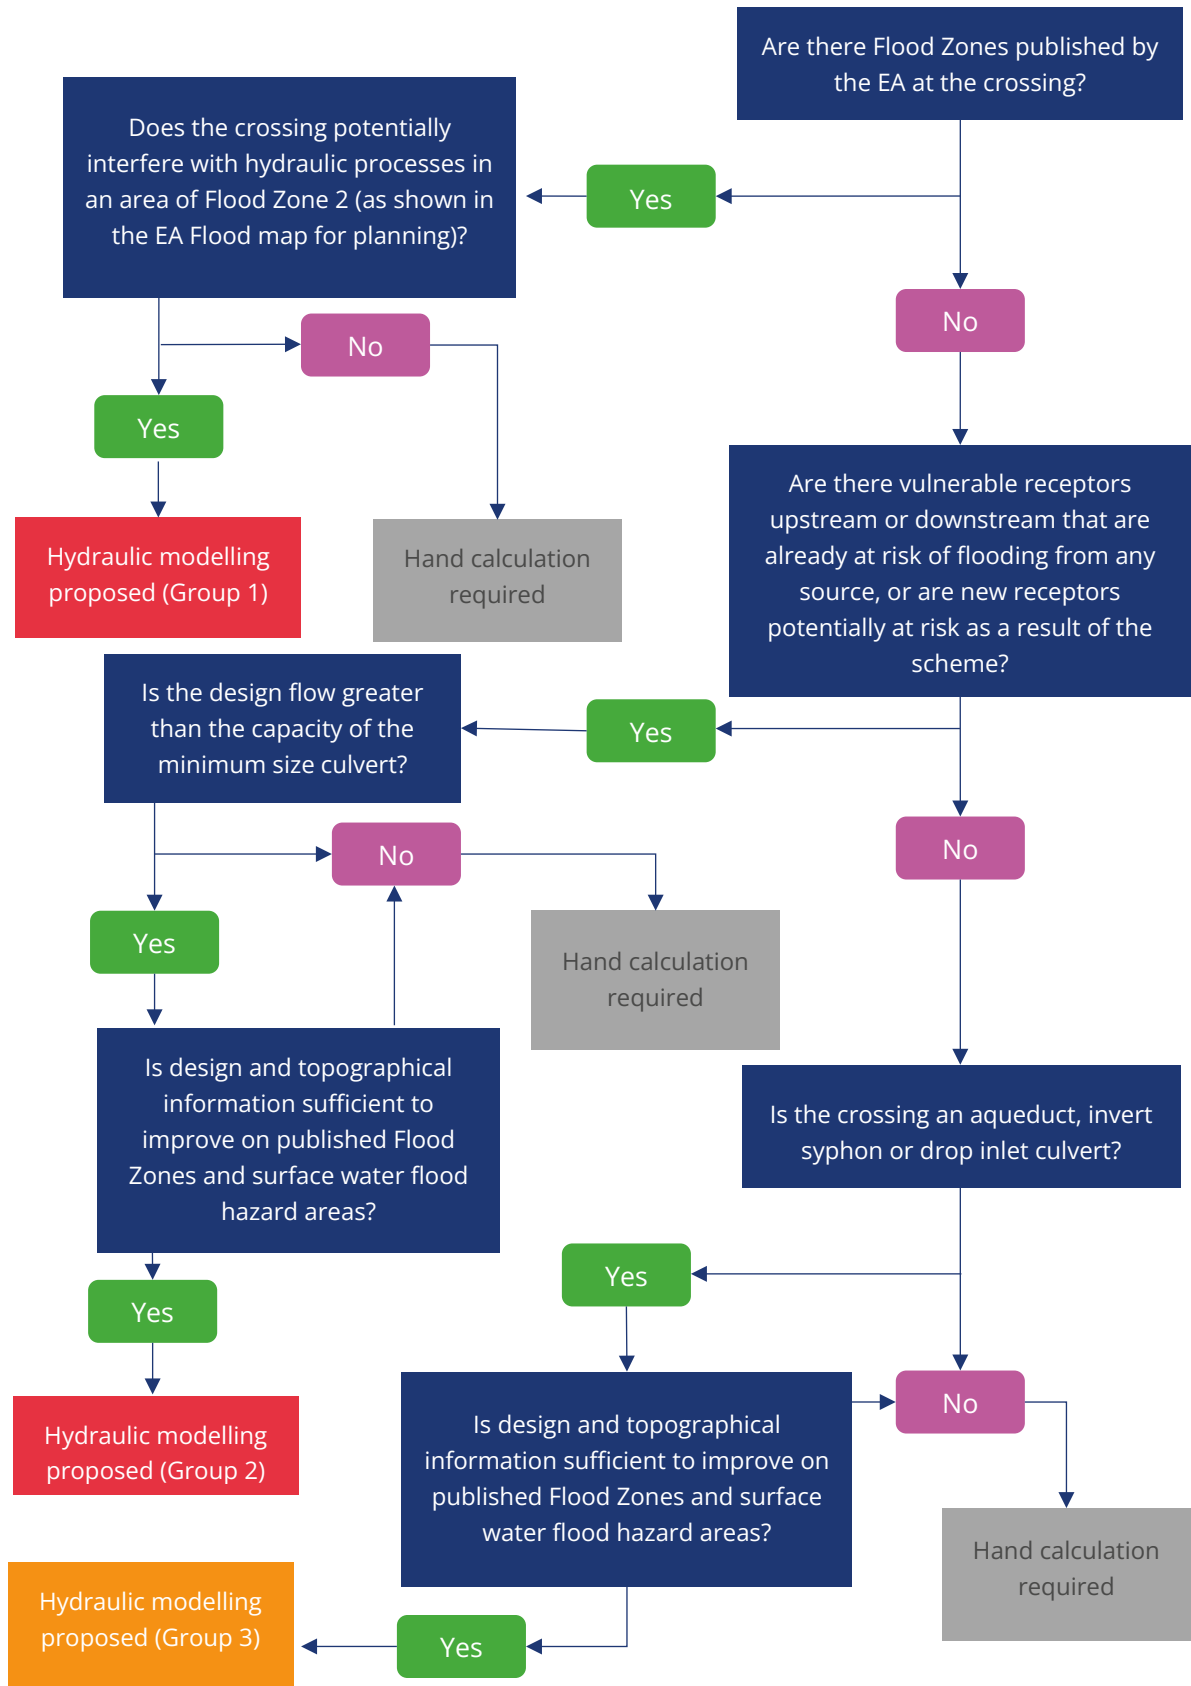 Are there Flood Zones published by
the EA at the crossing?
Does the crossing potentially
interfere with hydraulic processes in
an area of Flood Zone 2 (as shown in
the EA Flood map for planning)?
Yes
No
No
Yes
Hydraulic modelling
proposed (Group 1)
Hand calculation
required
Are there vulnerable receptors
upstream or downstream that are
already at risk of flooding from any
source, or are new receptors
potentially at risk as a result of the
scheme?
Is the design flow greater
than the capacity of the
minimum size culvert?
Yes
No
No
Yes
Hand calculation
required
Is design and topographical
information sufficient to
improve on published Flood
Zones and surface water flood
hazard areas?
Is the crossing an aqueduct, invert
syphon or drop inlet culvert?
Yes
Yes
No
Hydraulic modelling
proposed (Group 2)
Is design and topographical
information sufficient to improve on
published Flood Zones and surface
water flood hazard areas?
Hand calculation
required
Hydraulic modelling
proposed (Group 3)
Yes